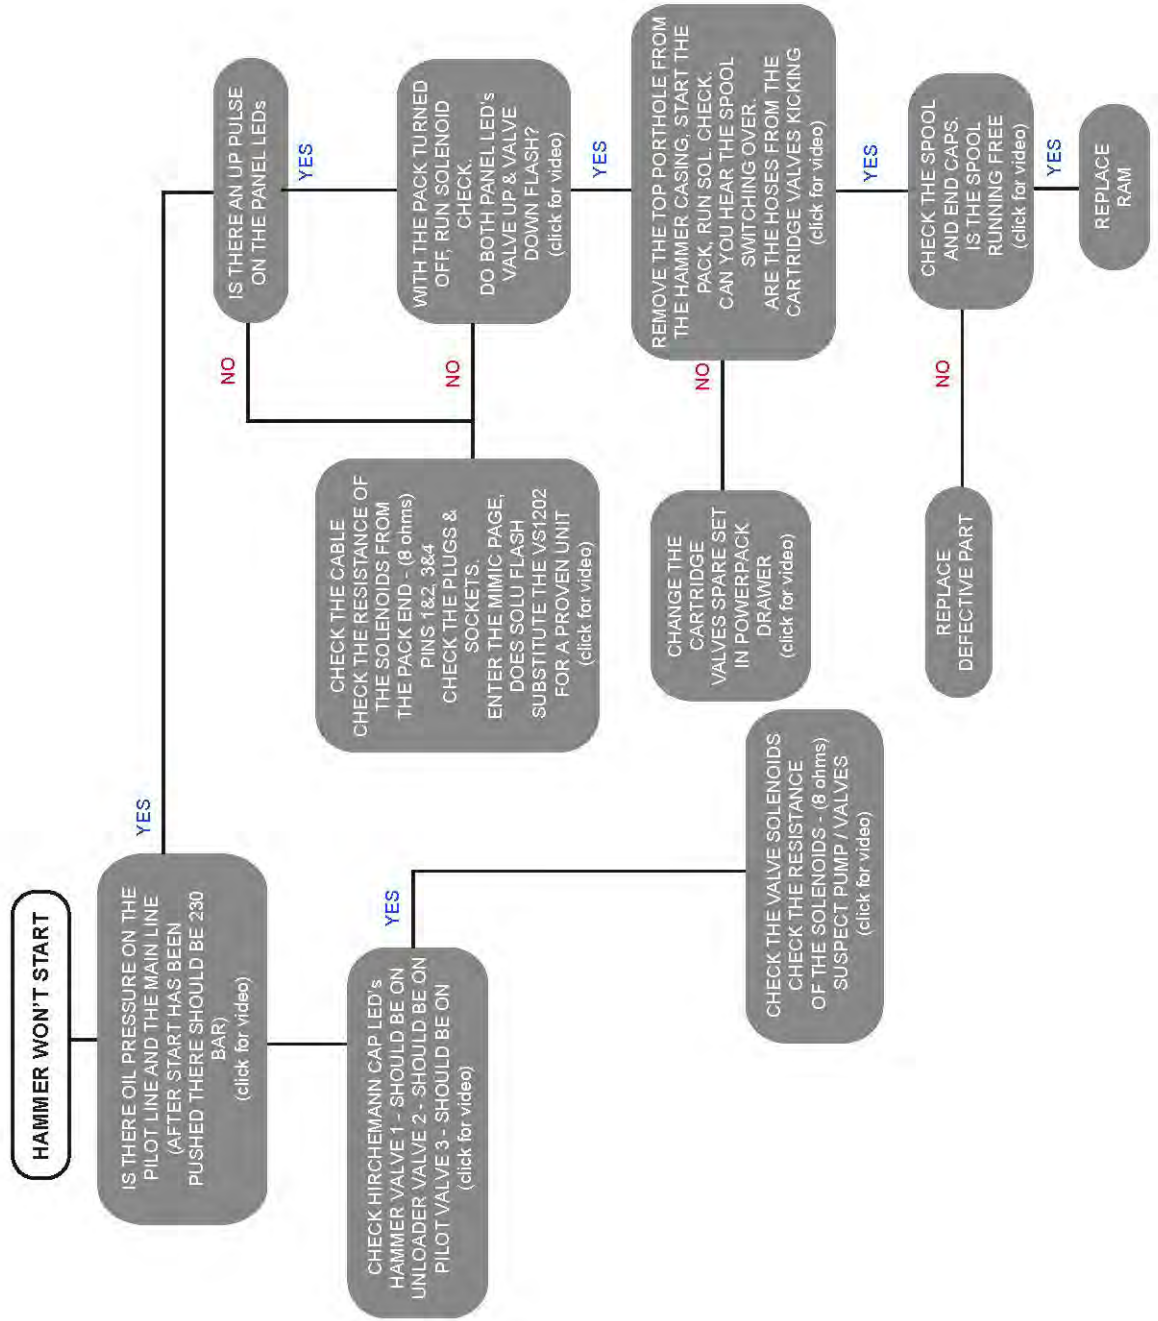 HAMMER WON'T START
IS THERE OIL PRESSURE ON THE
PILOT LINE AND THE MAIN LINE
(AFTER START HAS BEEN
PUSHED THERE SHOULD BE 230
BAR)
(click for video)
YES
IS THERE AN UP PULSE
ON THE PANEL LEDs
NO
YES
CHECK HIRCHEMANN CAP LED's
HAMMER VALVE 1 - SHOULD BE ON
UNLOADER VALVE 2 - SHOULD BE ON
PILOT VALVE 3 - SHOULD BE ON
(click for video)
YES
CHECK THE CABLE
CHECK THE RESISTANCE OF
THE SOLENOIDS FROM
THE PACK END - (8 ohms)
PINS 1&2, 3&4
CHECK THE PLUGS &
SOCKETS.
ENTER THE MIMIC PAGE,
DOES SOLU FLASH
SUBSTITUTE THE VS1202
FOR A PROVEN UNIT
(click for video)
WITH THE PACK TURNED
OFF, RUN SOLENOID
CHECK.
DO BOTH PANEL LED's
VALVE UP & VALVE
DOWN FLASH?
(click for video)
NO
YES
REMOVE THE TOP PORTHOLE FROM
THE HAMMER CASING, START THE
PACK, RUN SOL. CHECK.
CAN YOU HEAR THE SPOOL
SWITCHING OVER.
ARE THE HOSES FROM THE
CARTRIDGE VALVES KICKING
(click for video)
NO
YES
CHANGE THE
CARTRIDGE
VALVES SPARE SET
IN POWERPACK
DRAWER
(click for video)
CHECK THE VALVE SOLENOIDS
CHECK THE RESISTANCE
OF THE SOLENOIDS - (8 ohms)
SUSPECT PUMP / VALVES
(click for video)
CHECK THE SPOOL
AND END CAPS.
IS THE SPOOL
RUNNING FREE
(click for video)
NO
YES
REPLACE
DEFECTIVE PART
REPLACE
RAM